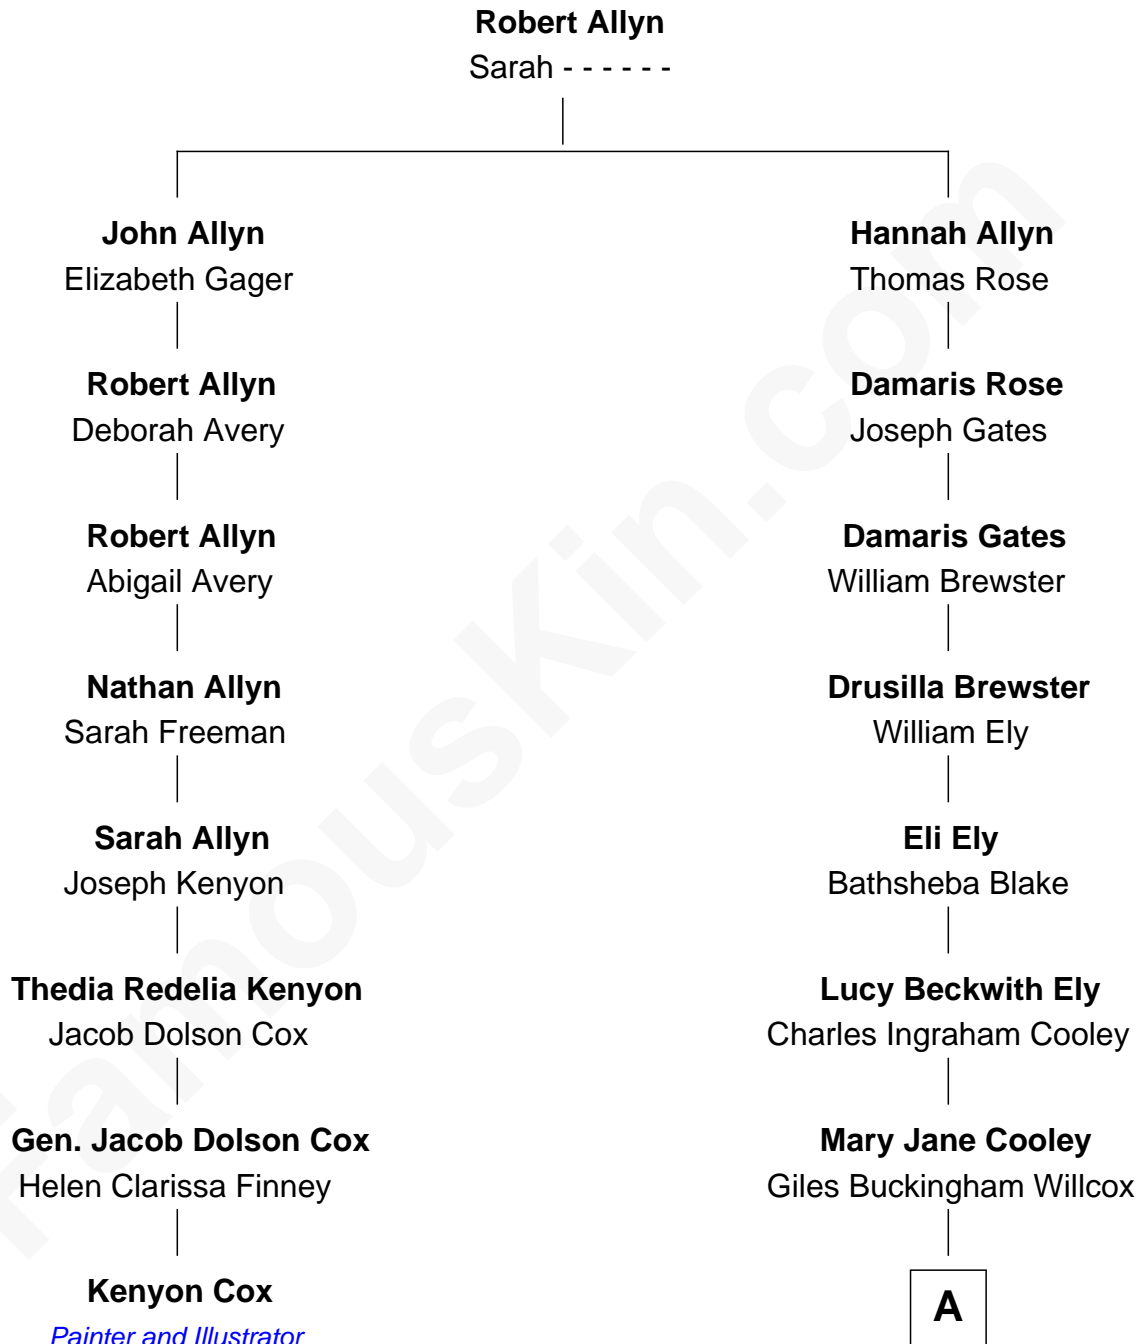 Robert Allyn
Sarah - - - - - -
John Allyn
Elizabeth Gager
Hannah Allyn
Thomas Rose
Robert Allyn
Deborah Avery
Damaris Rose
Joseph Gates
Robert Allyn
Abigail Avery
Damaris Gates
William Brewster
Nathan Allyn
Sarah Freeman
Drusilla Brewster
William Ely
Sarah Allyn
Joseph Kenyon
Eli Ely
Bathsheba Blake
Thedia Redelia Kenyon
Jacob Dolson Cox
Lucy Beckwith Ely
Charles Ingraham Cooley
Gen. Jacob Dolson Cox
Helen Clarissa Finney
Mary Jane Cooley
Giles Buckingham Willcox
Kenyon Cox
Painter and Illustrator
A
FamousKin.com